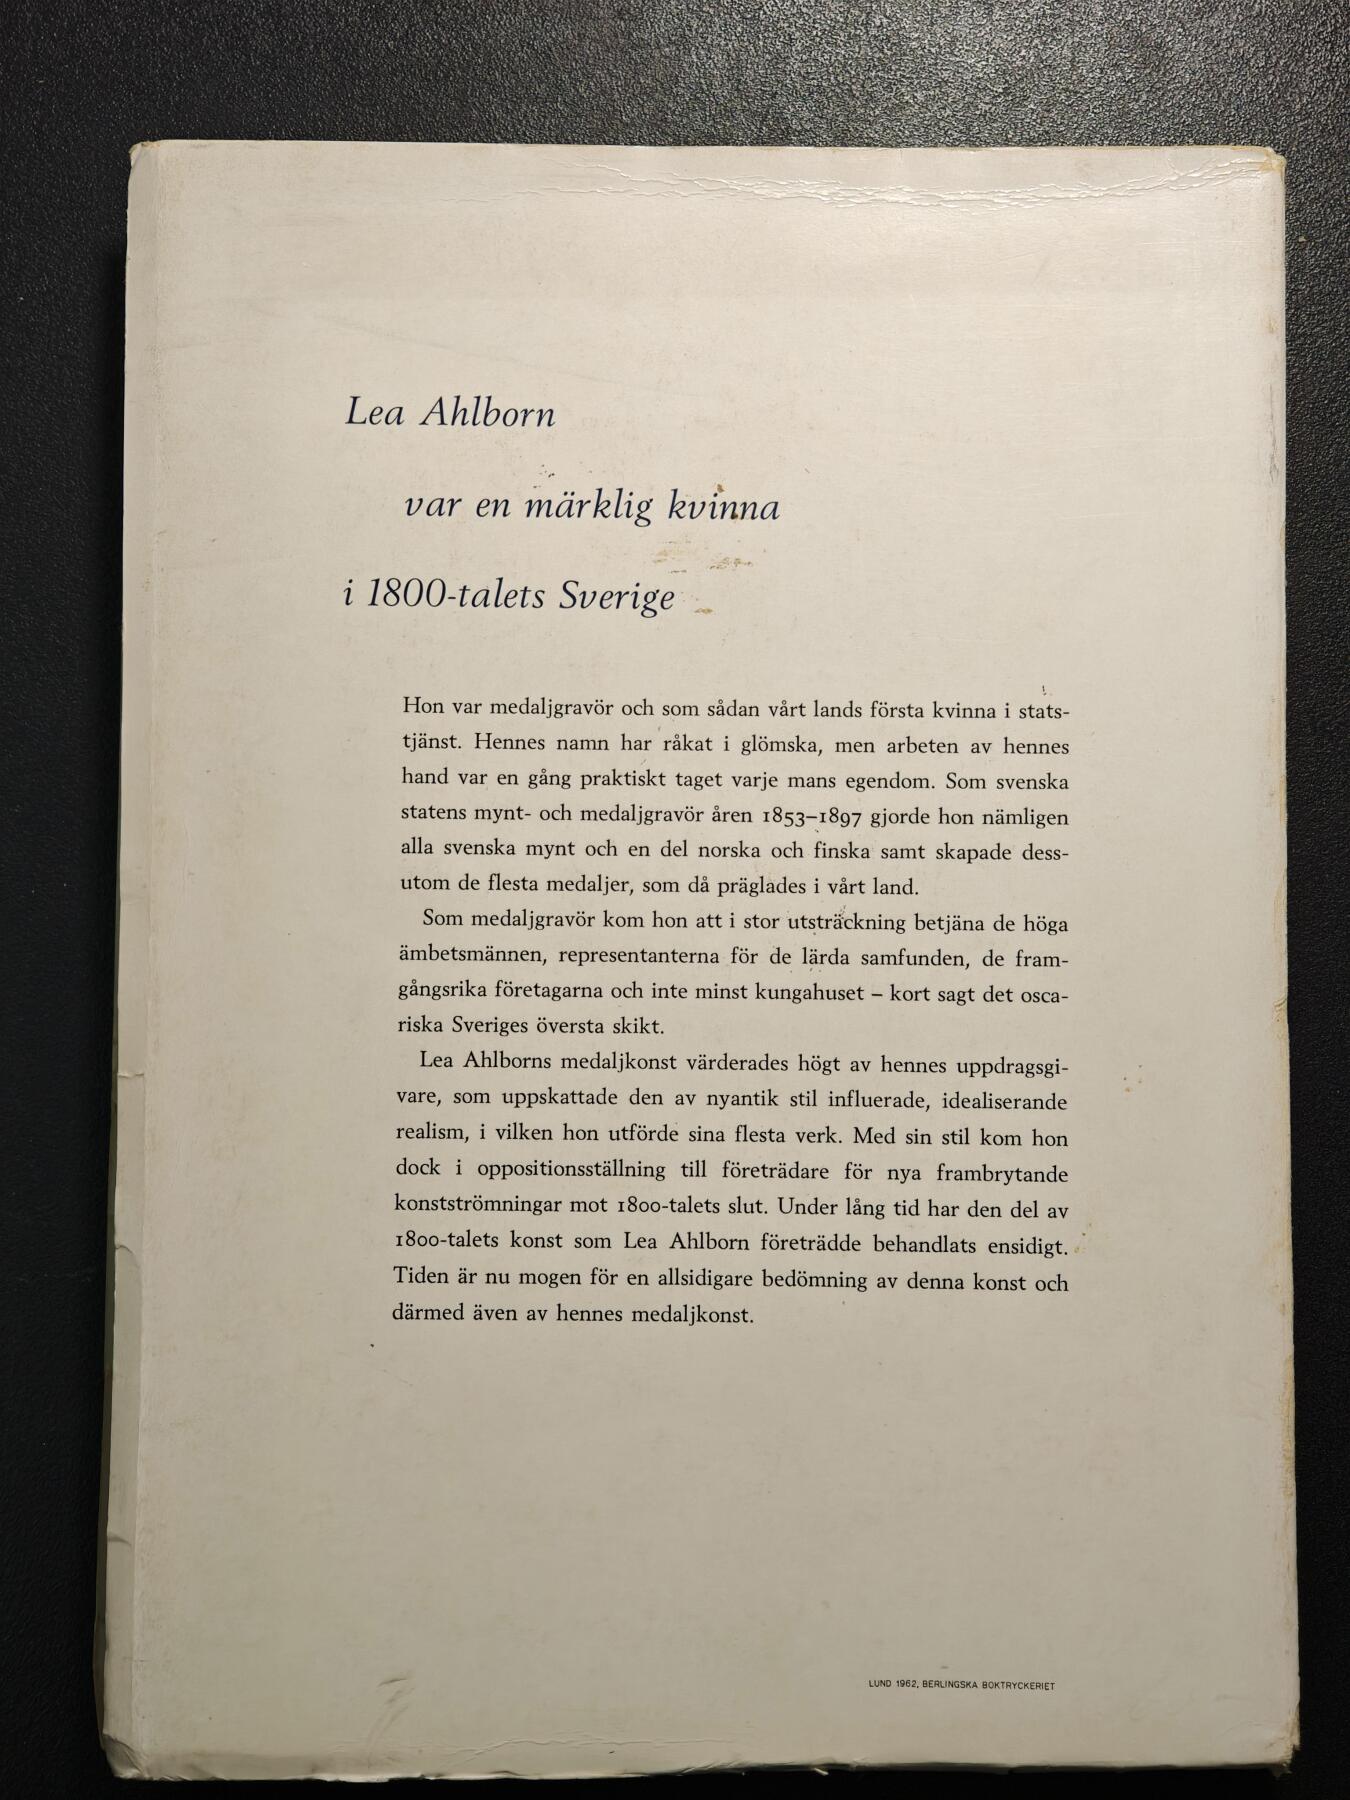 Lea Ahlborn
var en märklig kvinna
i 1800-talets Sverige
Hon var medaljgravör och som sådan vårt lands första kvinna i stats-
tjänst. Hennes namn har råkat i glömska, men arbeten av hennes
hand var en gång praktiskt taget varje mans egendom. Som svenska
statens mynt- och medaljgravör åren 1853–1897 gjorde hon nämligen
alla svenska mynt och en del norska och finska samt skapade dess-
utom de flesta medaljer, som då präglades i vårt land.
Som medaljgravör kom hon att i stor utsträckning betjäna de höga
ämbetsmännen, representanterna för de lärda samfunden, de fram-
gångsrika företagarna och inte minst kungahuset – kort sagt det osca-
riska Sveriges översta skikt.
Lea Ahlborns medaljkonst värderades högt av hennes uppdragsgi-
vare, som uppskattade den av nyantik stil influerade, idealiserande
realism, i vilken hon utförde sina flesta verk. Med sin stil kom hon
dock i oppositionsställning till företrädare för nya frambrytande
konstströmningar mot 1800-talets slut. Under lång tid har den del av
1800-talets konst som Lea Ahlborn företrädde behandlats ensidigt.
Tiden är nu mogen för en allsidigare bedömning av denna konst och
därmed även av hennes medaljkonst.
LUND 1962, BERLINGSKA BOKTRYCKERIET